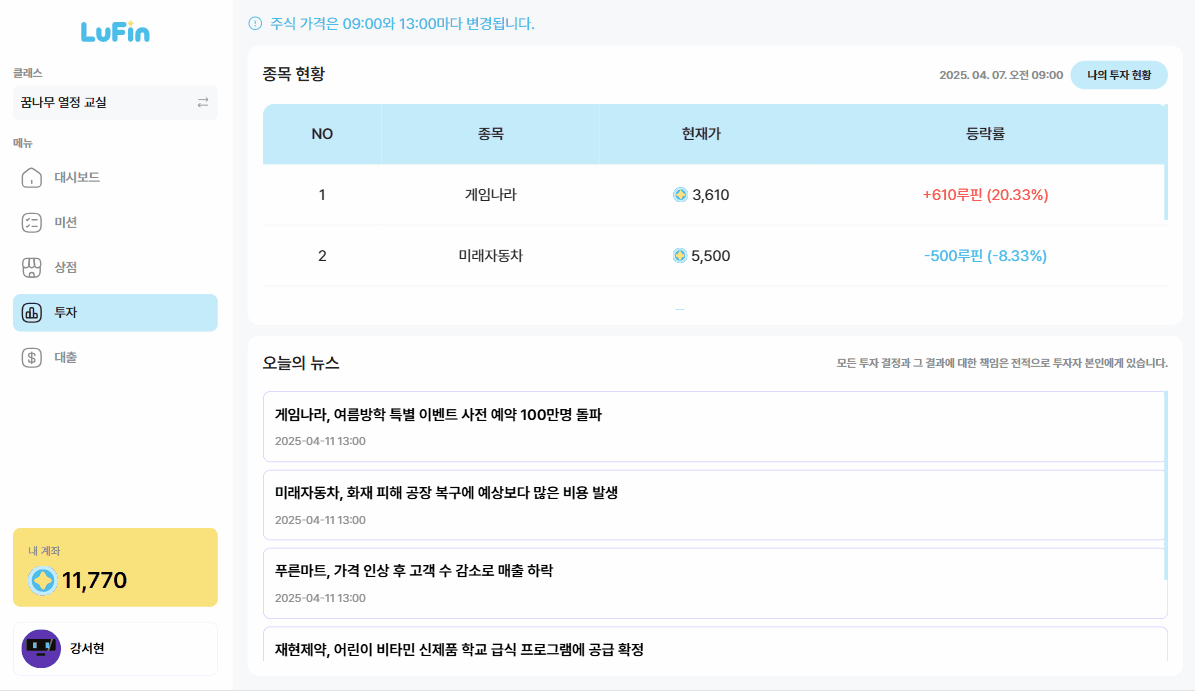 LuFin
클래스
꿈나무 열정 교실
메뉴
대시보드
미션
상점
투자
대출
내 계좌
11,770
강서현
주식 가격은 09:00와 13:00마다 변경됩니다.
종목 현황
2025. 04. 07. 오전 09:00
나의 투자 현황
NO 종목 현재가 등락률
1 게임나라 3,610 +610루핀 (20.33%)
2 미래자동차 5,500 -500루핀 (-8.33%)
오늘의 뉴스
모든 투자 결정과 그 결과에 대한 책임은 전적으로 투자자 본인에게 있습니다.
게임나라, 여름방학 특별 이벤트 사전 예약 100만명 돌파
2025-04-11 13:00
미래자동차, 화재 피해 공장 복구에 예상보다 많은 비용 발생
2025-04-11 13:00
푸른마트, 가격 인상 후 고객 수 감소로 매출 하락
2025-04-11 13:00
재현제약, 어린이 비타민 신제품 학교 급식 프로그램에 공급 확정